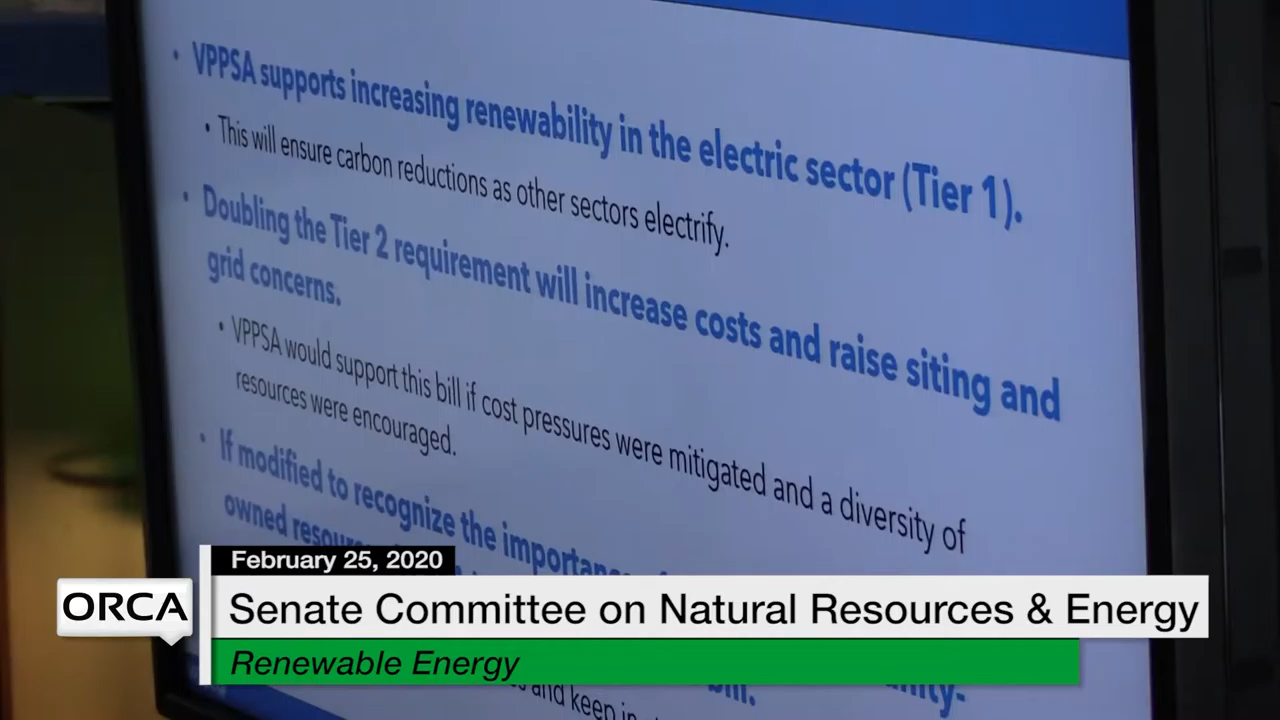 • VPPSA supports increasing renewability in the electric sector (Tier 1).
• This will ensure carbon reductions as other sectors electrify.
• Doubling the Tier 2 requirement will increase costs and raise siting and
grid concerns.
• VPPSA would support this bill if cost pressures were mitigated and a diversity of
resources were encouraged.
• If modified to recognize the importance
owned
February 25, 2020
ORCA
Senate Committee on Natural Resources & Energy
Renewable Energy
bill.
and keep